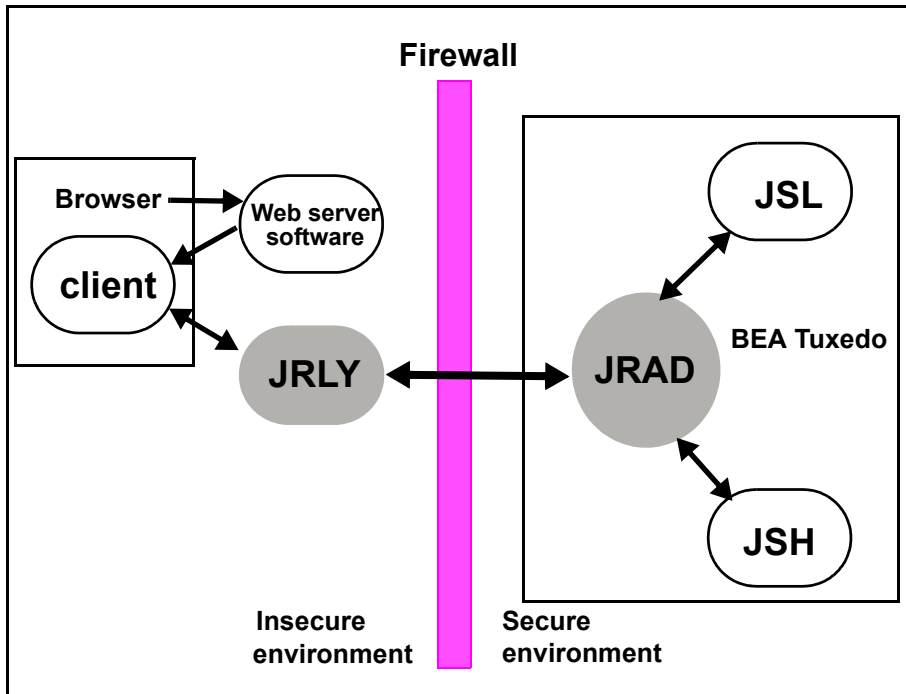 Firewall
Browser
Web server
software
client
JRLY
JSL
BEA Tuxedo
JRAD
JSH
Insecure
environment
Secure
environment